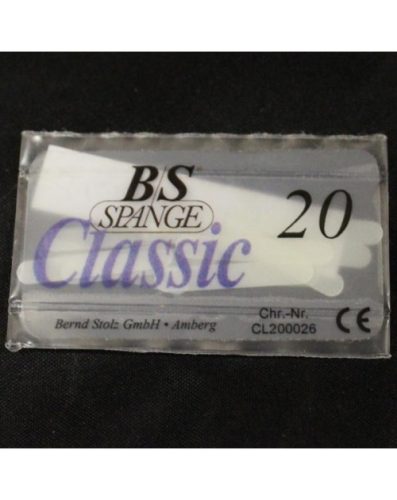 B/S
SPANGE
Classic
20
Bernd Stolz GmbH • Amberg
Chr.-Nr.
CL200026
CE